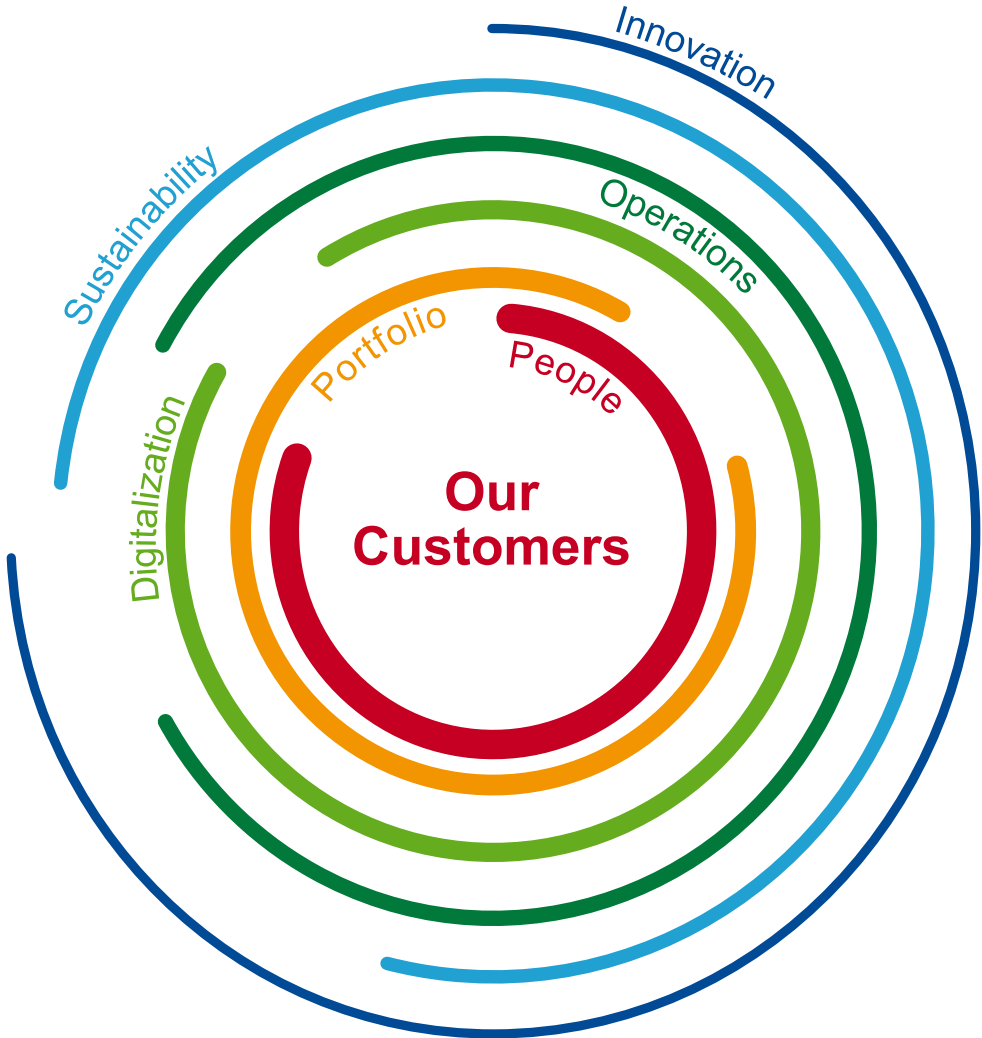 Innovation
Sustainability
Operations
Portfolio
People
Digitalization
Our
Customers